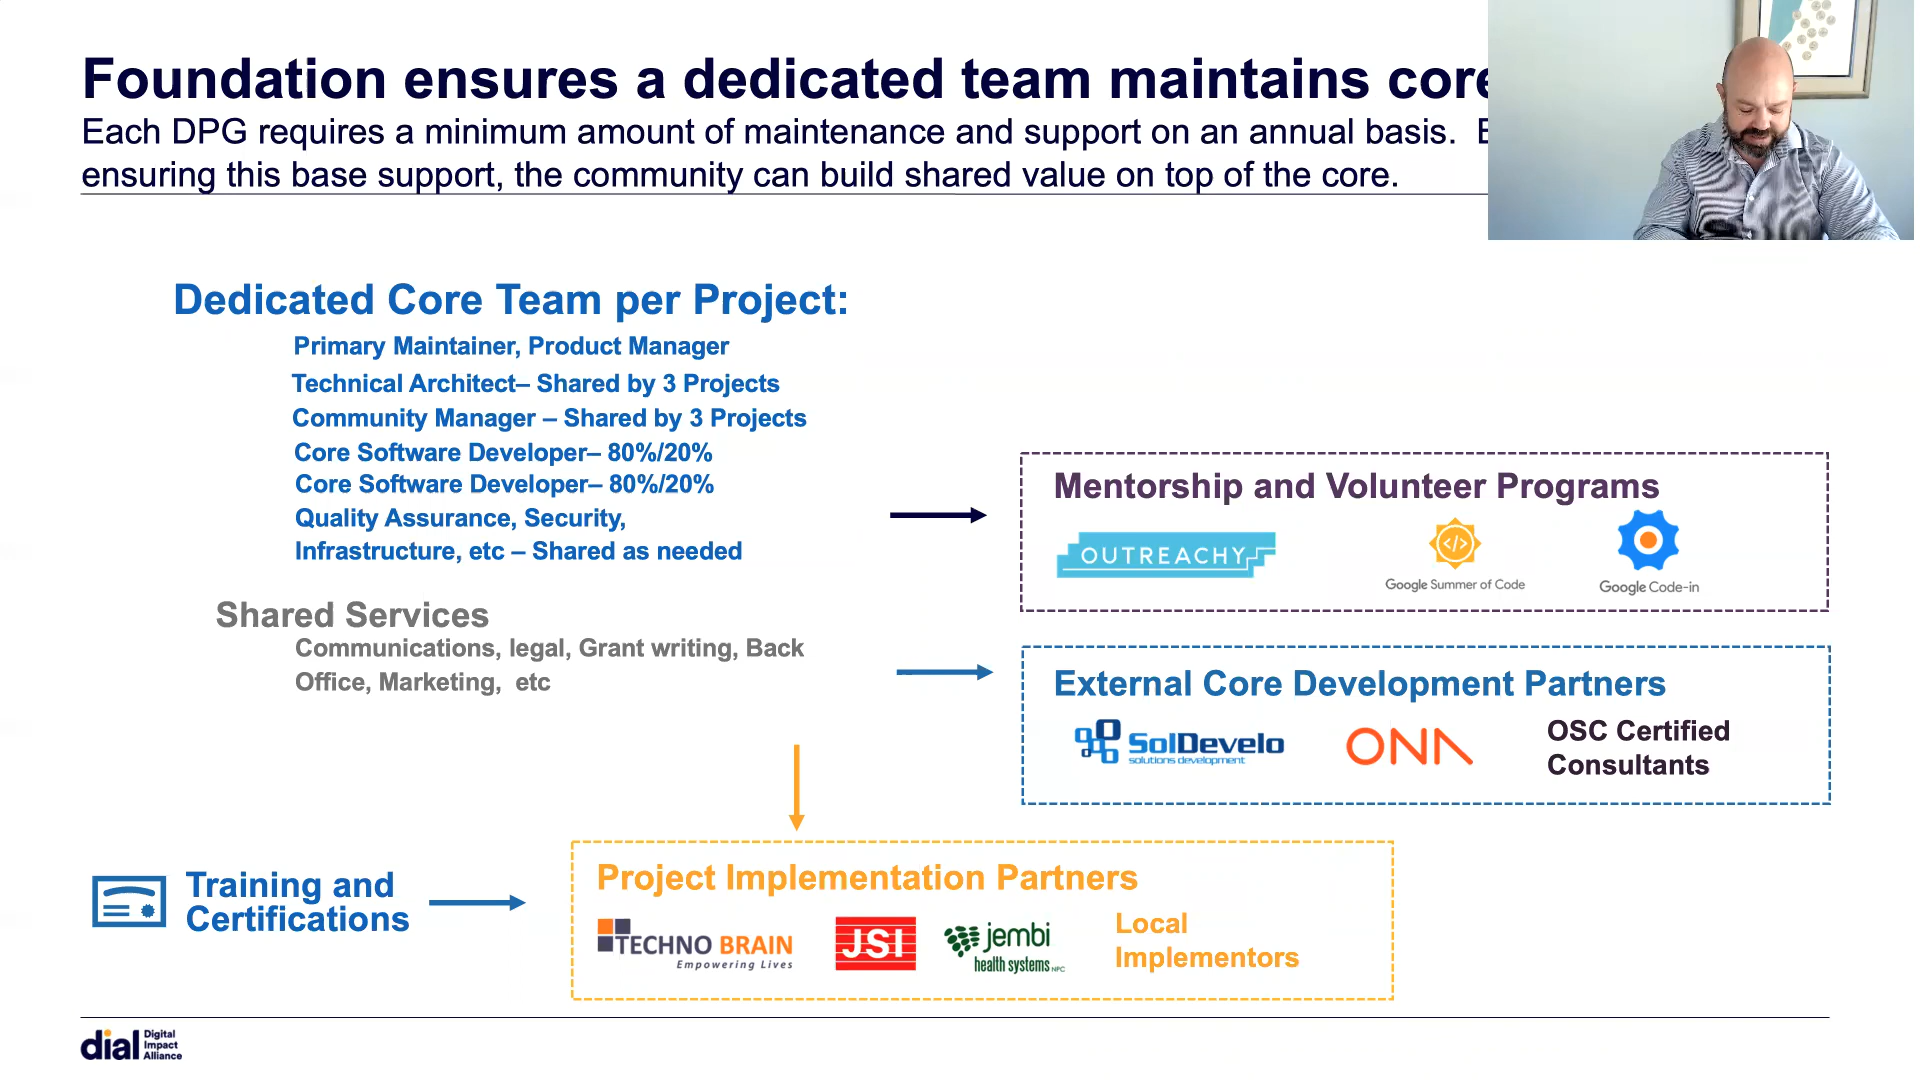 Foundation ensures a dedicated team maintains core
Each DPG requires a minimum amount of maintenance and support on an annual basis.
ensuring this base support, the community can build shared value on top of the core.
Dedicated Core Team per Project:
Primary Maintainer, Product Manager
Technical Architect– Shared by 3 Projects
Community Manager – Shared by 3 Projects
Core Software Developer– 80%/20%
Core Software Developer– 80%/20%
Quality Assurance, Security,
Infrastructure, etc – Shared as needed
Shared Services
Communications, legal, Grant writing, Back
Office, Marketing, etc
Mentorship and Volunteer Programs
OUTREACHY
Google Summer of Code
Google Code-in
External Core Development Partners
SolDevelo
solutions development
ONA
OSC Certified
Consultants
Training and
Certifications
Project Implementation Partners
TECHNO BRAIN
Empowering Lives
JSI
jembi
health systems NPC
Local
Implementors
dial
Digital
Impact
Alliance